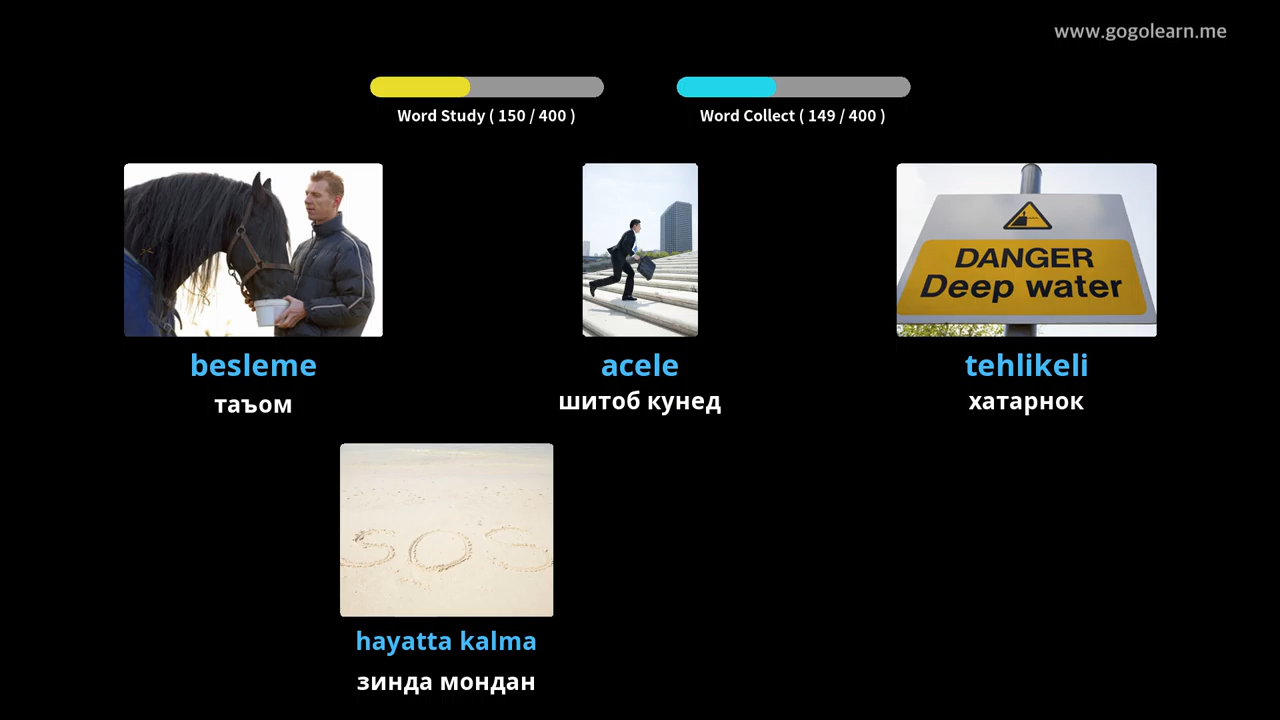 www.gogolearn.me
Word Study ( 150 / 400 )
Word Collect ( 149 / 400 )
DANGER
Deep water
besleme
acele
tehlikeli
таъом
шитоб кунед
хатарнок
SOS
hayatta kalma
зинда мондан